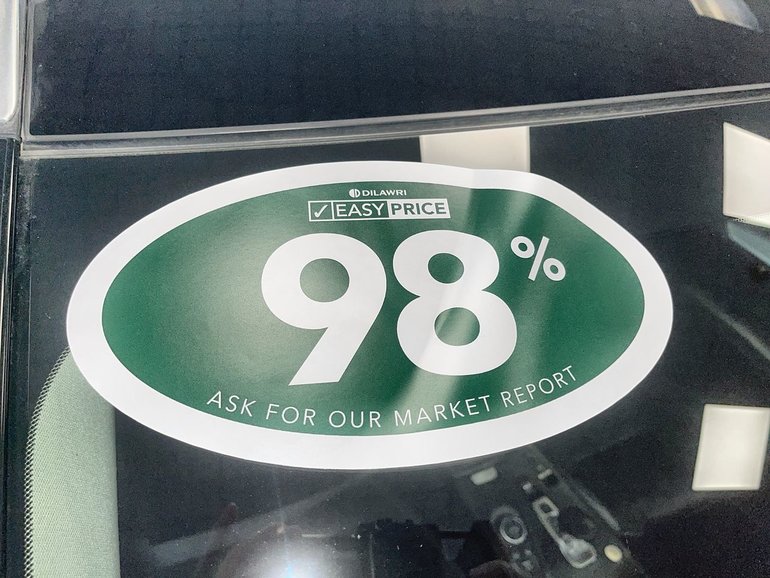 DILAWRI
EASY PRICE
98%
ASK FOR OUR MARKET REPORT